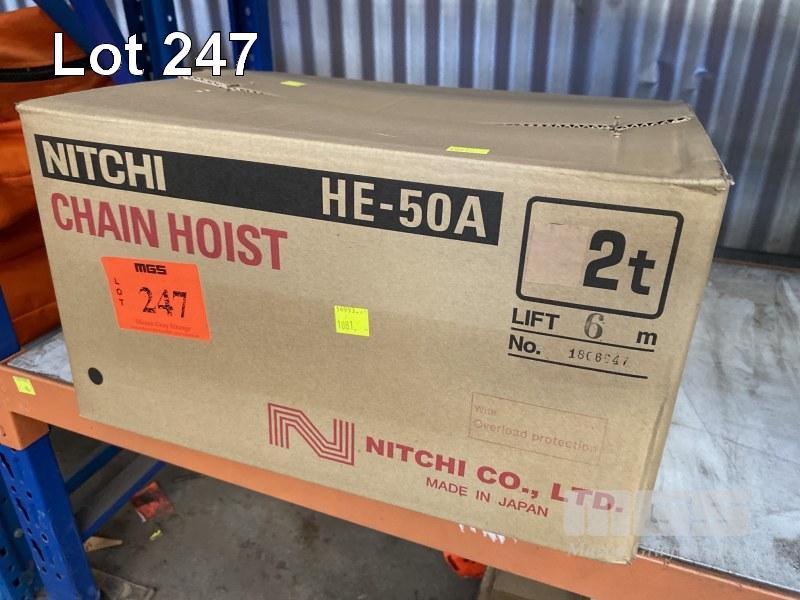 Lot 247
NITCHI HE-50A
CHAIN HOIST
2t
LIFT 6 m
No.
MGS
LOT 247
With
Overload protection
NITCHI CO., LTD.
MADE IN JAPAN
MGS